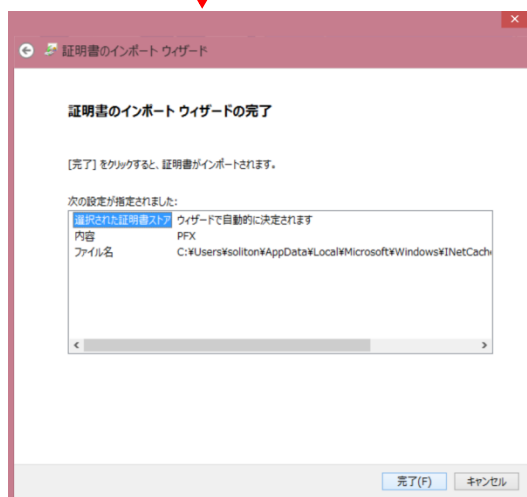 証明書のインポート ウィザード
証明書のインポート ウィザードの完了
[完了] をクリックすると、証明書がインポートされます。
次の設定が指定されました:
選択された証明書ストア ウィザードで自動的に決定されます
内容 PFX
ファイル名 C:¥Users¥soliton¥AppData¥Local¥Microsoft¥Windows¥INetCach
完了(F) キャンセル